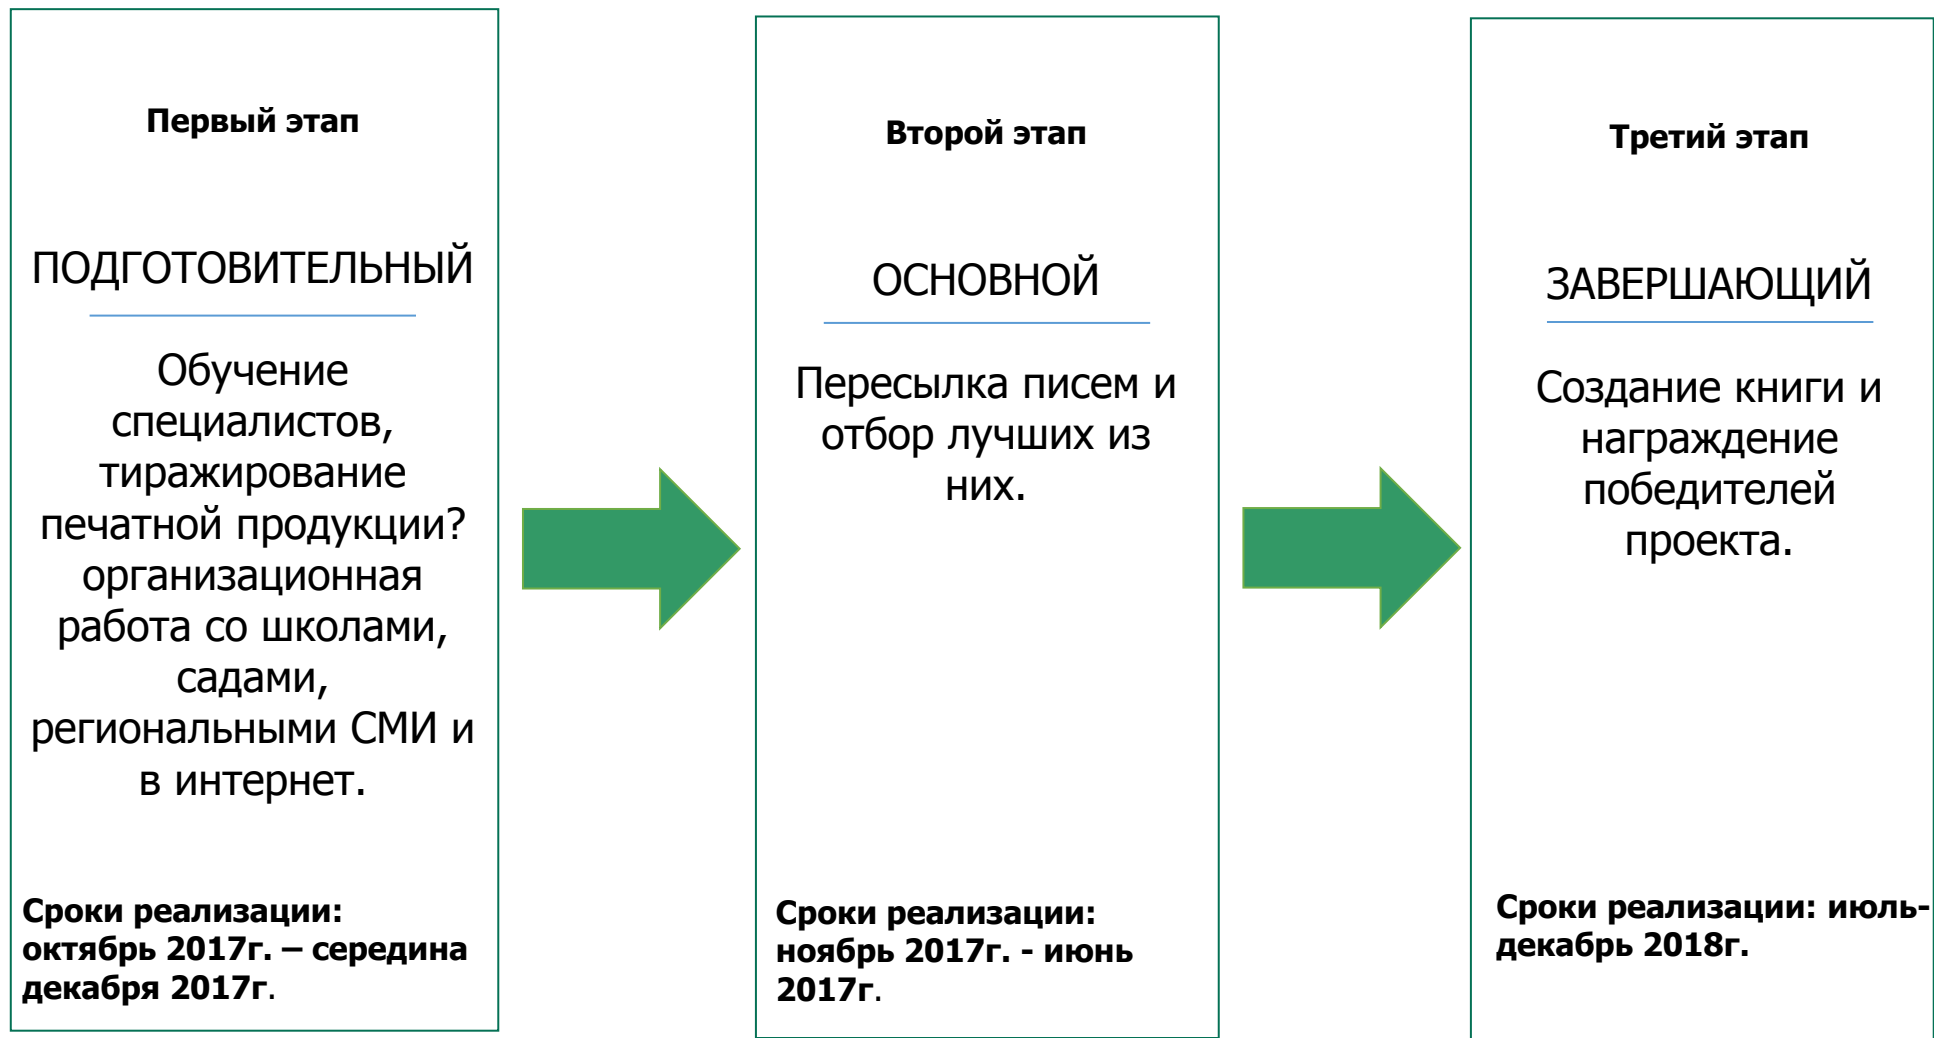 Первый этап
ПОДГОТОВИТЕЛЬНЫЙ
Обучение
специалистов,
тиражирование
печатной продукции?
организационная
работа со школами,
садами,
региональными СМИ и
в интернет.
Сроки реализации:
октябрь 2017г. – середина
декабря 2017г.
Второй этап
ОСНОВНОЙ
Пересылка писем и
отбор лучших из
них.
Сроки реализации:
ноябрь 2017г. - июнь
2017г.
Третий этап
ЗАВЕРШАЮЩИЙ
Создание книги и
награждение
победителей
проекта.
Сроки реализации: июль-
декабрь 2018г.